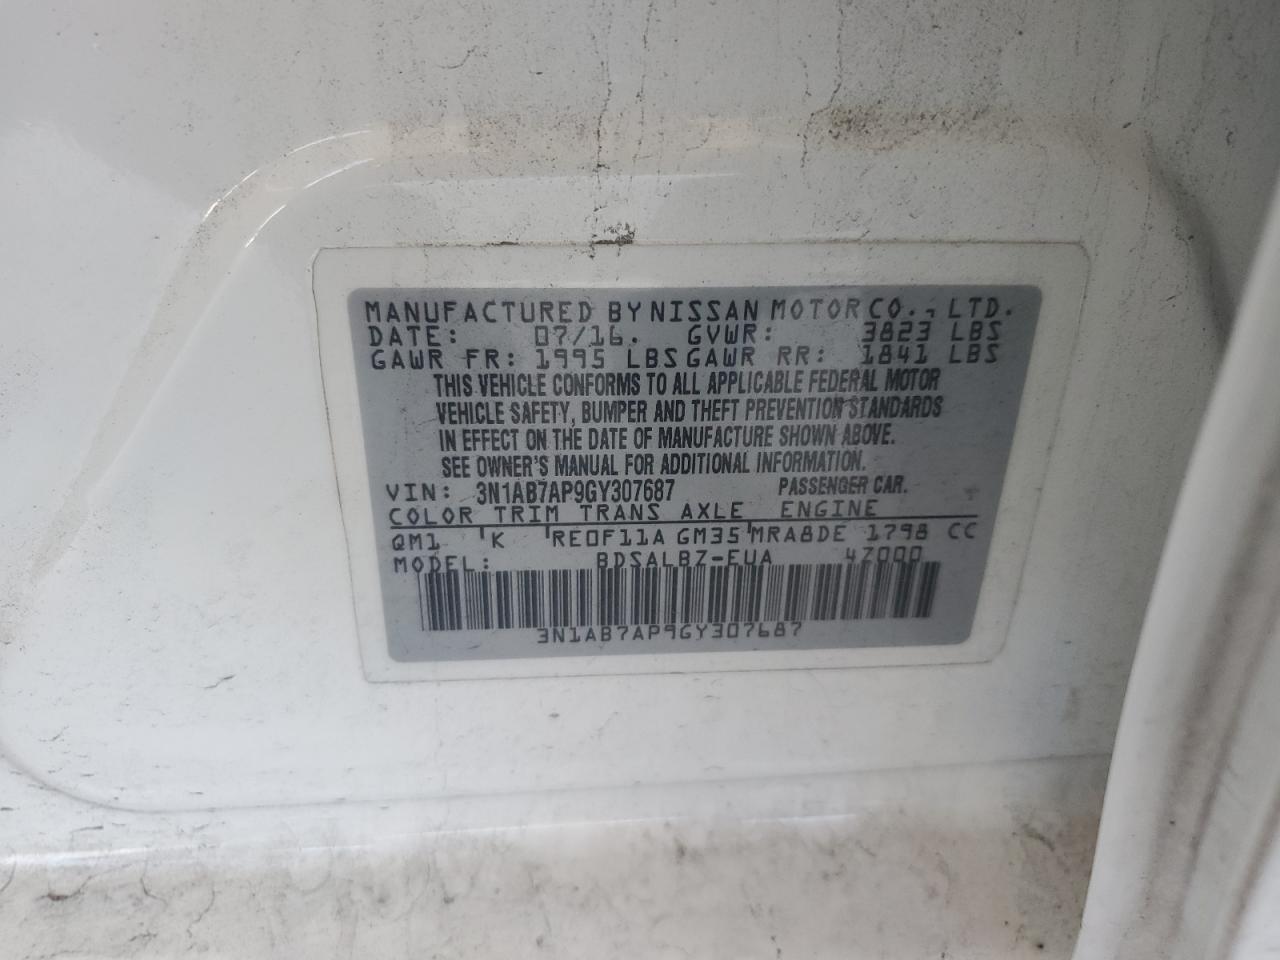 MANUFACTURED BY NISSAN MOTOR CO., LTD.
DATE: 07/16. GVWR: 3823 LBS
GAWR FR: 1995 LBS GAWR RR: 1841 LBS
THIS VEHICLE CONFORMS TO ALL APPLICABLE FEDERAL MOTOR
VEHICLE SAFETY, BUMPER AND THEFT PREVENTION STANDARDS
IN EFFECT ON THE DATE OF MANUFACTURE SHOWN ABOVE.
SEE OWNER'S MANUAL FOR ADDITIONAL INFORMATION.
VIN: 3N1AB7AP9GY307687 PASSENGER CAR.
COLOR TRIM TRANS AXLE ENGINE
QM1 K RE0F11A GM35 MRA8DE 1798 CC
MODEL: BDSALBZ-EUA 4Z000
3N1AB7AP9GY307687